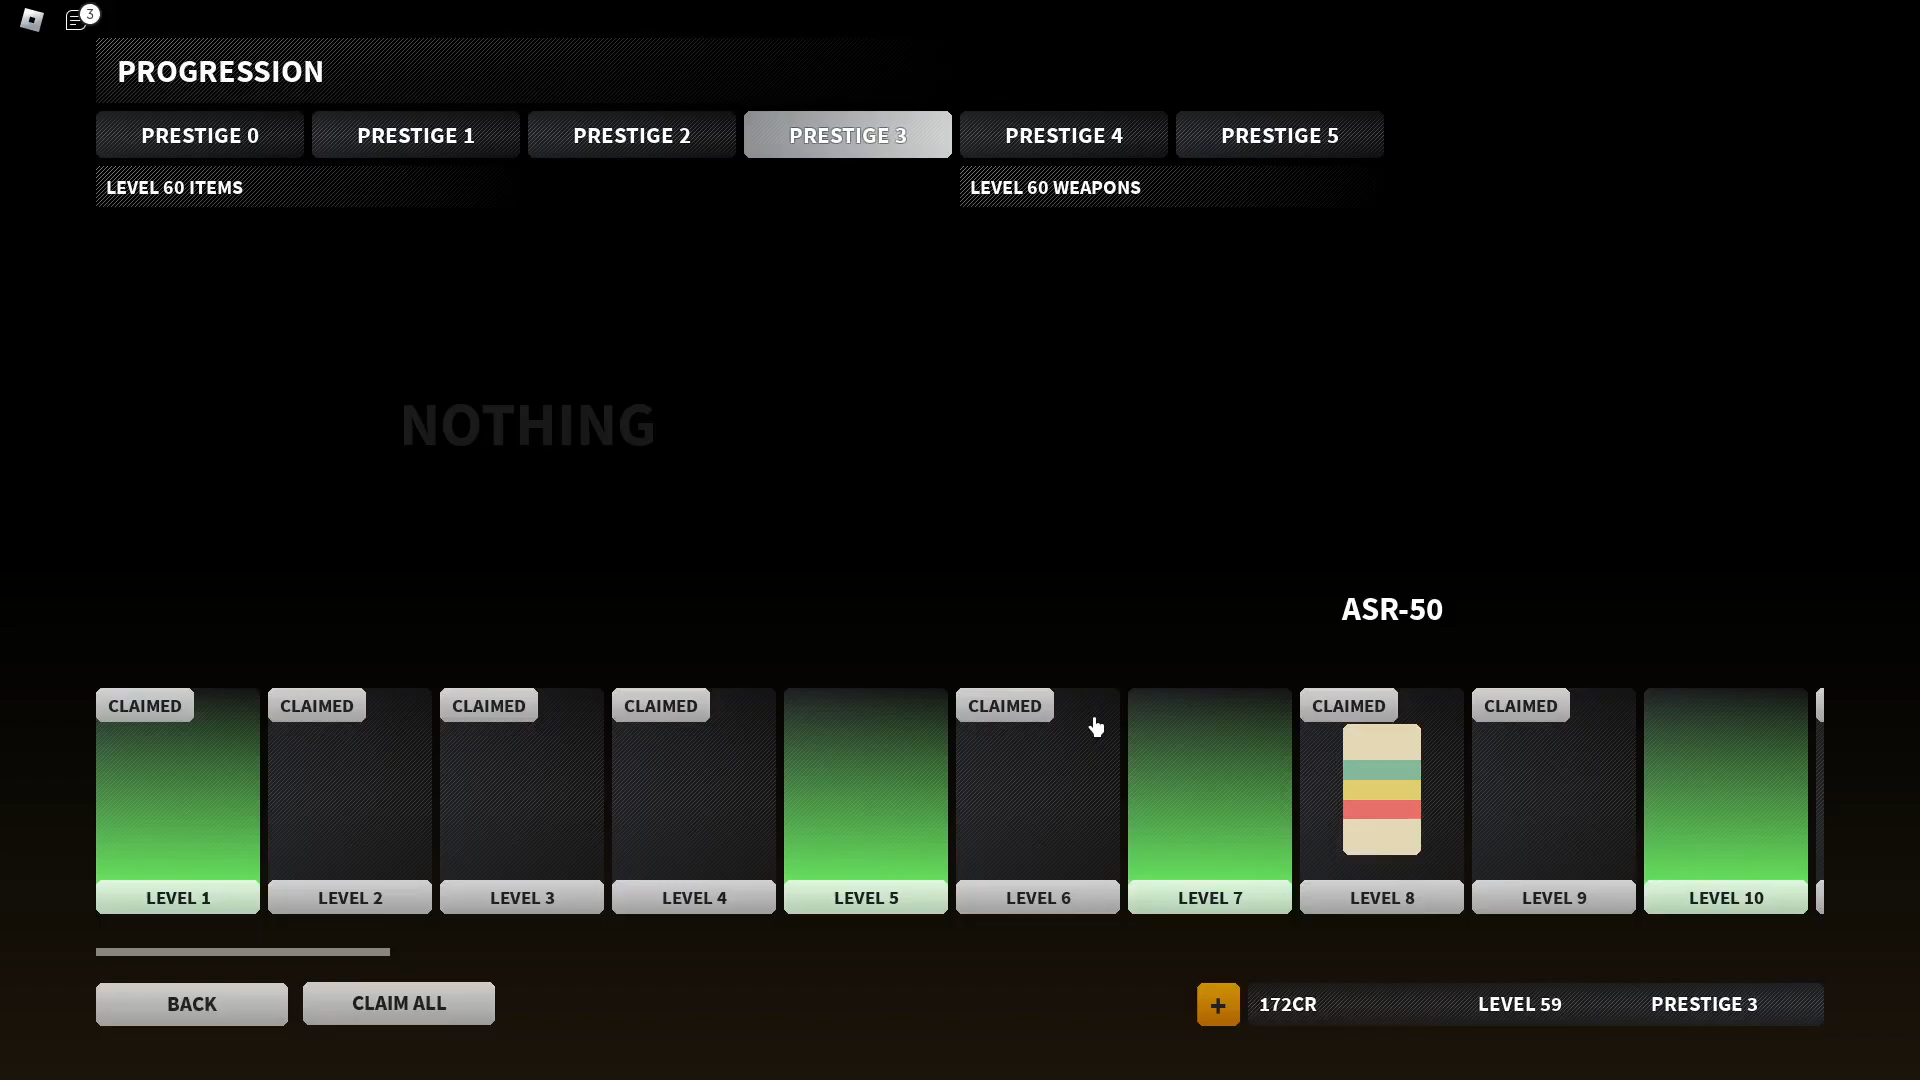 3
PROGRESSION
PRESTIGE 0 PRESTIGE 1 PRESTIGE 2 PRESTIGE 3 PRESTIGE 4 PRESTIGE 5
LEVEL 60 ITEMS LEVEL 60 WEAPONS
NOTHING
ASR-50
CLAIMED CLAIMED CLAIMED CLAIMED CLAIMED CLAIMED CLAIMED
LEVEL 1 LEVEL 2 LEVEL 3 LEVEL 4 LEVEL 5 LEVEL 6 LEVEL 7 LEVEL 8 LEVEL 9 LEVEL 10
BACK CLAIM ALL + 172CR LEVEL 59 PRESTIGE 3